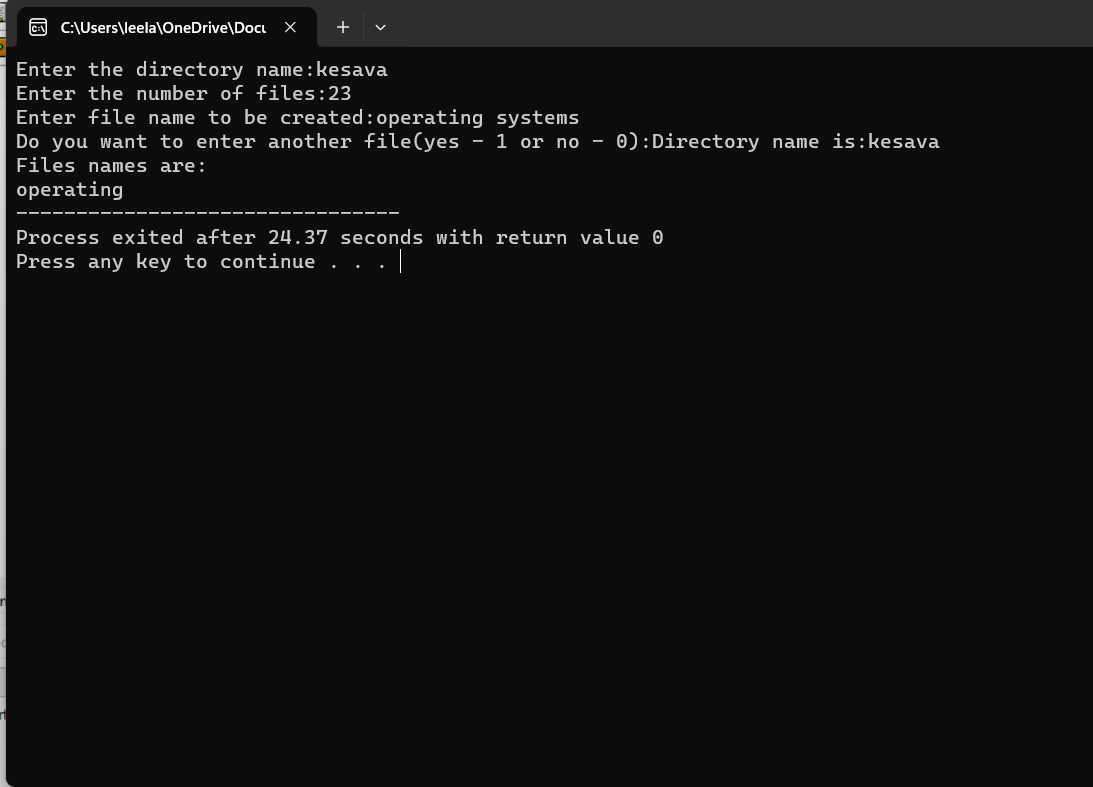 C:\Users\leela\OneDrive\Docu
Enter the directory name:kesava
Enter the number of files:23
Enter file name to be created:operating systems
Do you want to enter another file(yes - 1 or no - 0):Directory name is:kesava
Files names are:
operating
--------------------------------
Process exited after 24.37 seconds with return value 0
Press any key to continue . . .